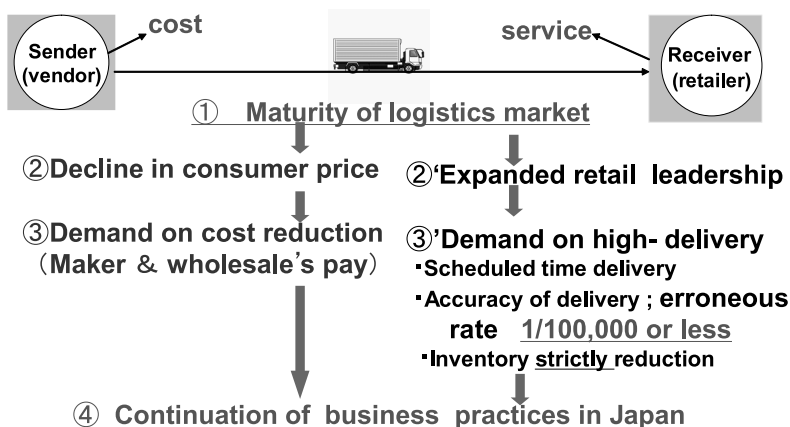 cost
service
Sender
(vendor)
Receiver
(retailer)
① Maturity of logistics market
②Decline in consumer price
②‘Expanded retail leadership
③Demand on cost reduction
(Maker & wholesale’s pay)
③’Demand on high- delivery
・Scheduled time delivery
・Accuracy of delivery ; erroneous
rate 1/100,000 or less
・Inventory strictly reduction
④ Continuation of business practices in Japan